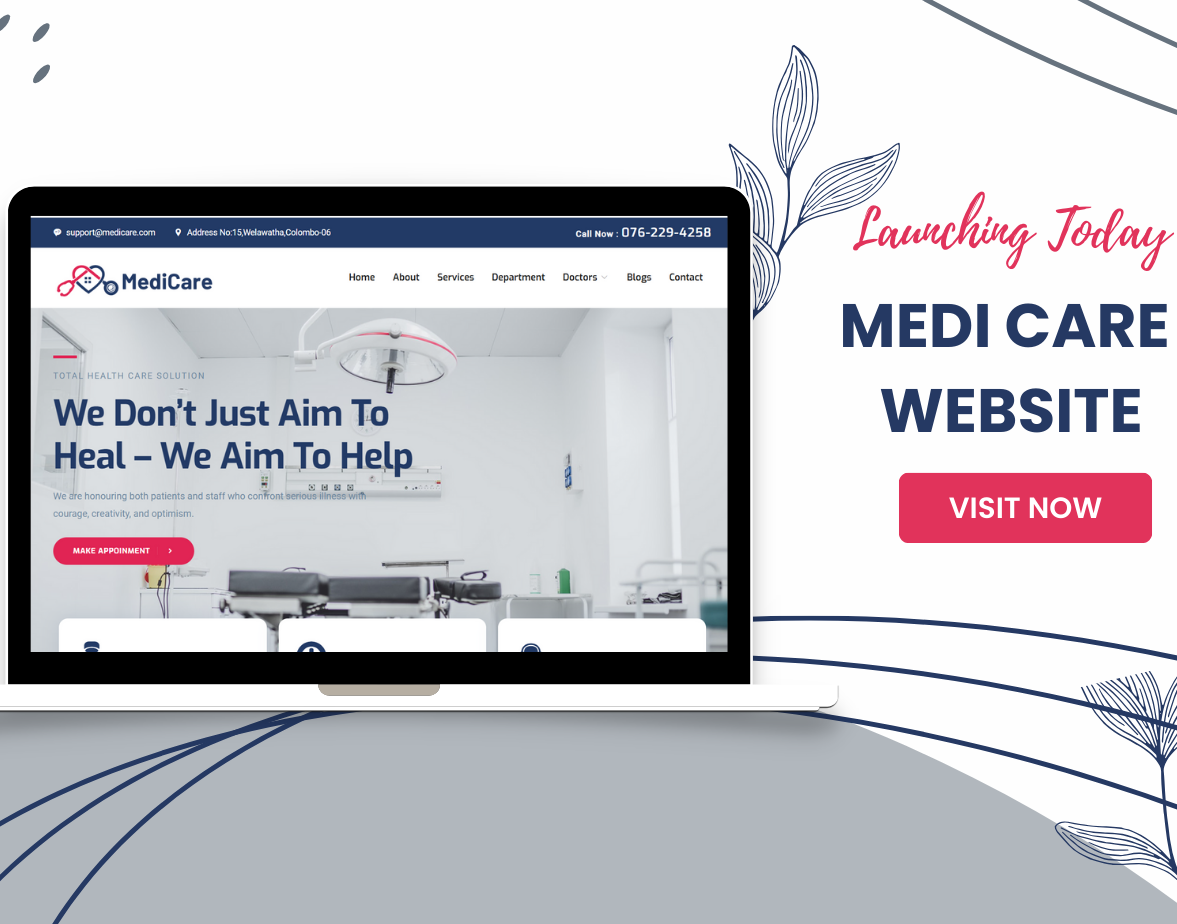 support@medicare.com
Address No:15,Welawatha,Colombo-06
Call Now : 076-229-4258
MediCare
Home About Services Department Doctors Blogs Contact
TOTAL HEALTH CARE SOLUTION
We Don't Just Aim To
Heal – We Aim To Help
We are honouring both patients and staff who confront serious illness with
courage, creativity, and optimism.
MAKE APPOINMENT
Launching Today
MEDI CARE
WEBSITE
VISIT NOW